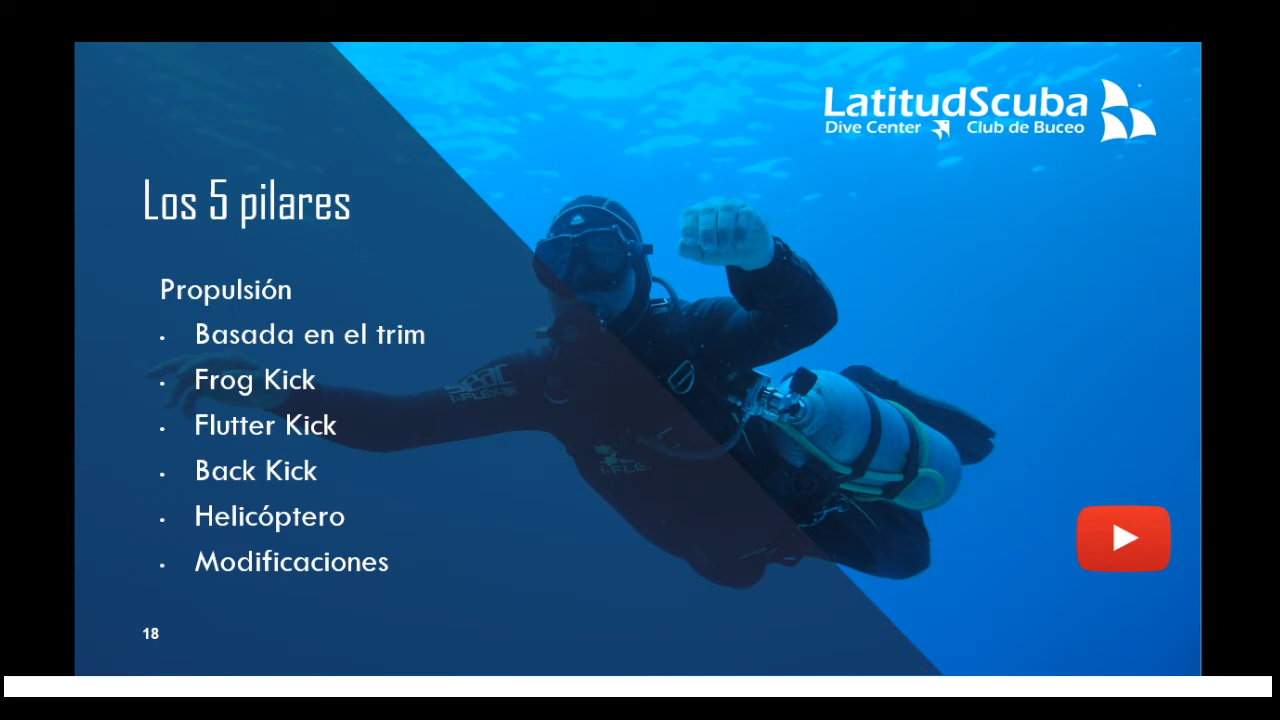 LatitudScuba
Dive Center Club de Buceo
Los 5 pilares
Propulsión
• Basada en el trim
• Frog Kick
• Flutter Kick
• Back Kick
• Helicóptero
• Modificaciones
seac
18